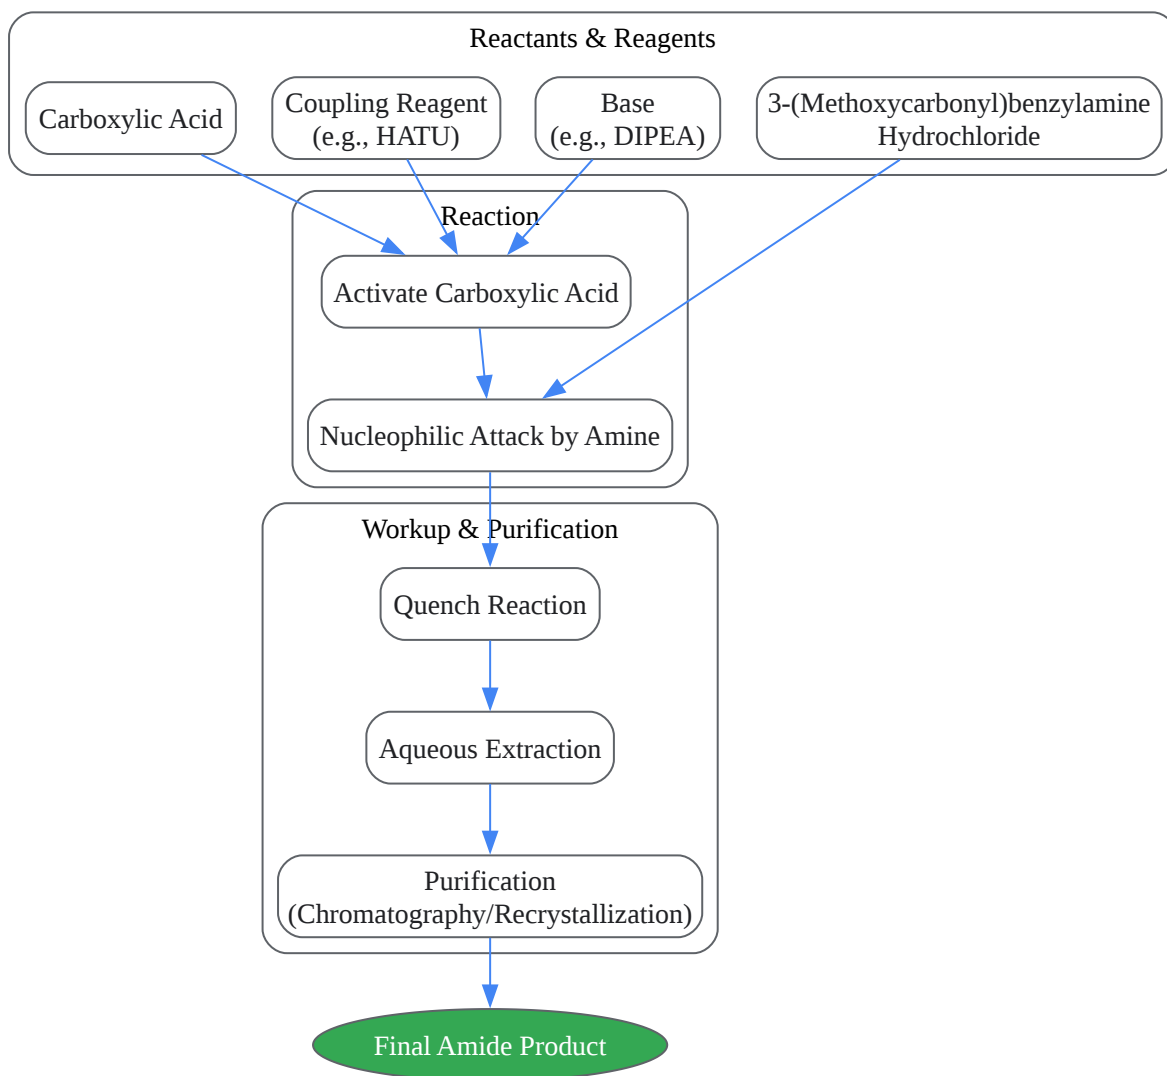 Reactants & Reagents
Carboxylic Acid
Coupling Reagent
(e.g., HATU)
Base
(e.g., DIPEA)
3-(Methoxycarbonyl)benzylamine
Hydrochloride
Reaction
Activate Carboxylic Acid
Nucleophilic Attack by Amine
Workup & Purification
Quench Reaction
Aqueous Extraction
Purification
(Chromatography/Recrystallization)
Final Amide Product